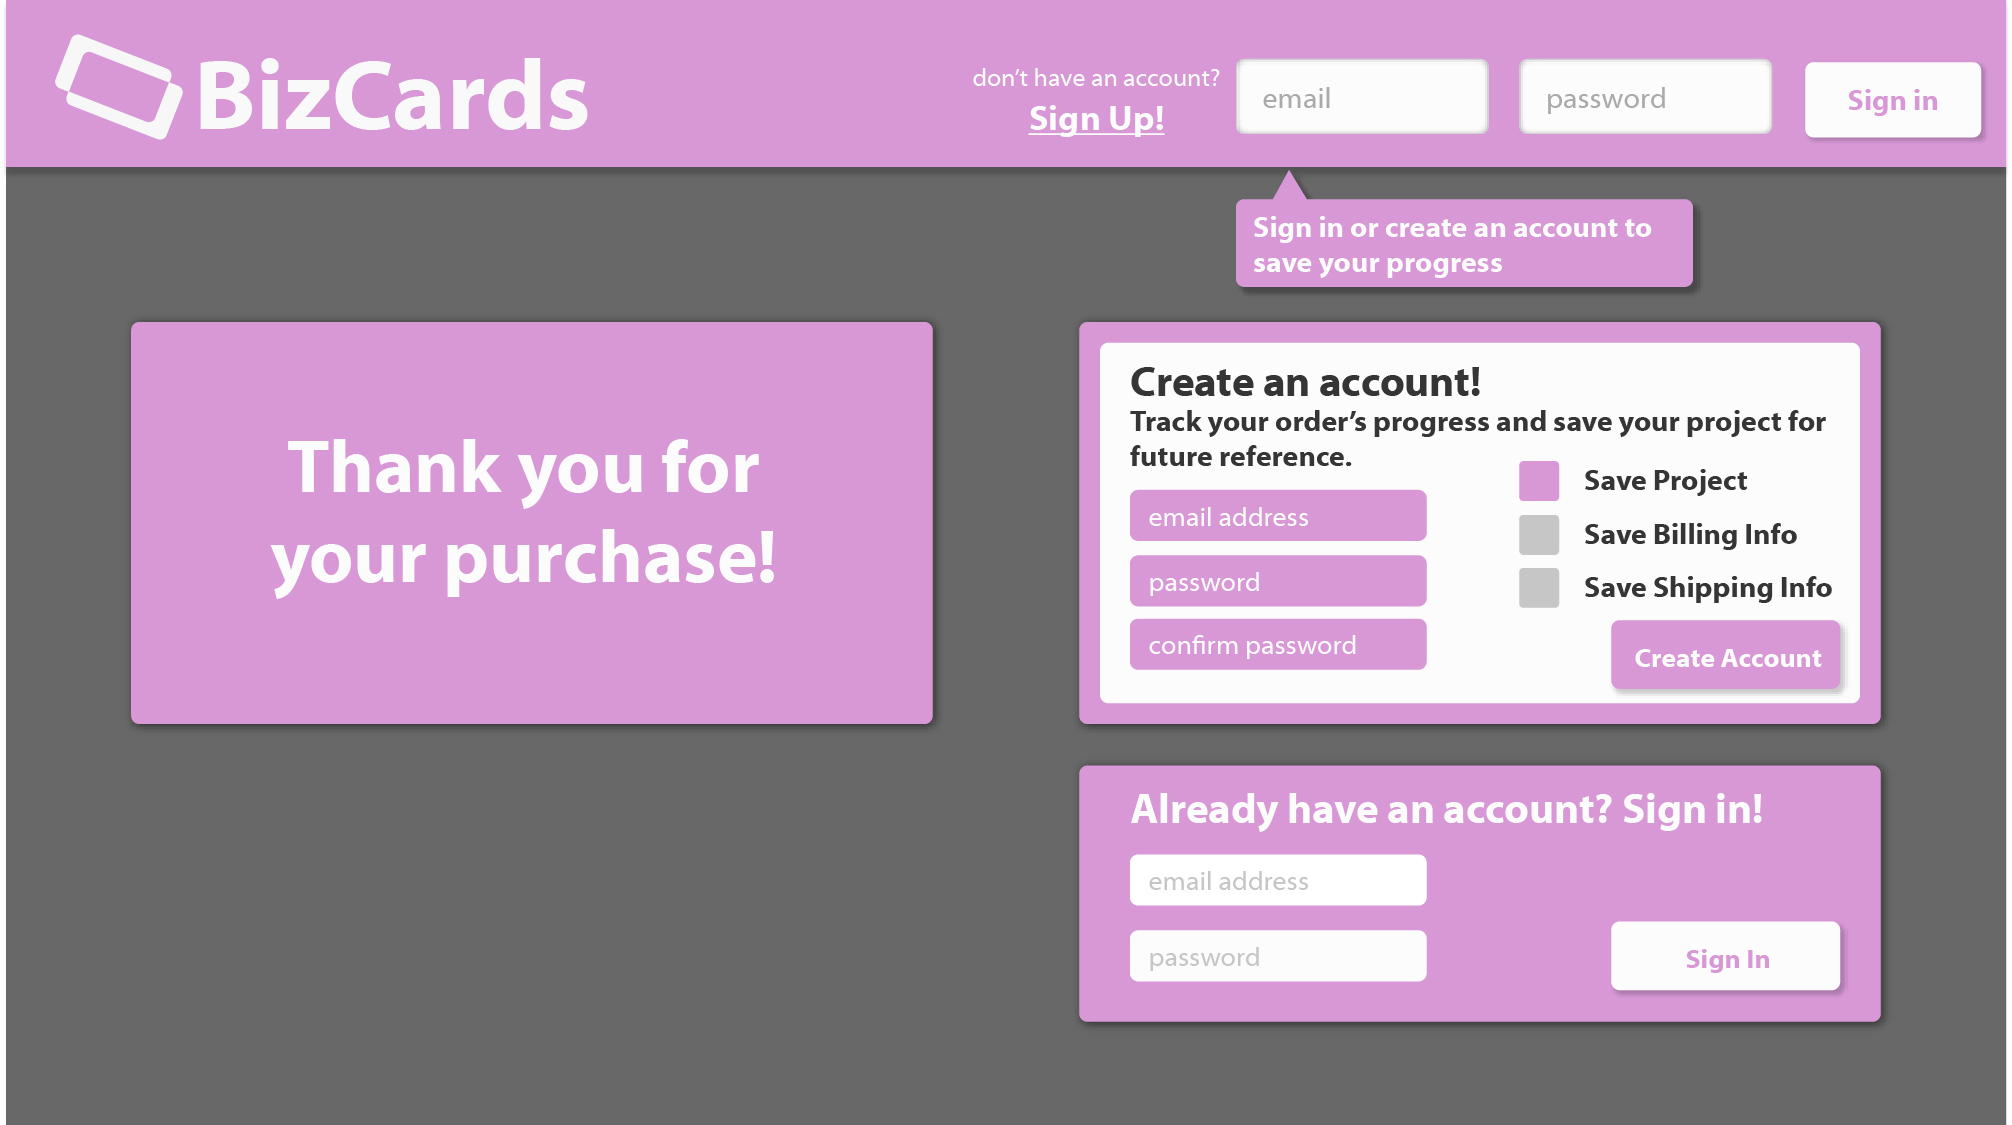 BizCards
don’t have an account?
Sign Up!
email
password
Sign in
Sign in or create an account to
save your progress
Thank you for
your purchase!
Create an account!
Track your order’s progress and save your project for
future reference.
email address
password
confirm password
Save Project
Save Billing Info
Save Shipping Info
Create Account
Already have an account? Sign in!
email address
password
Sign In